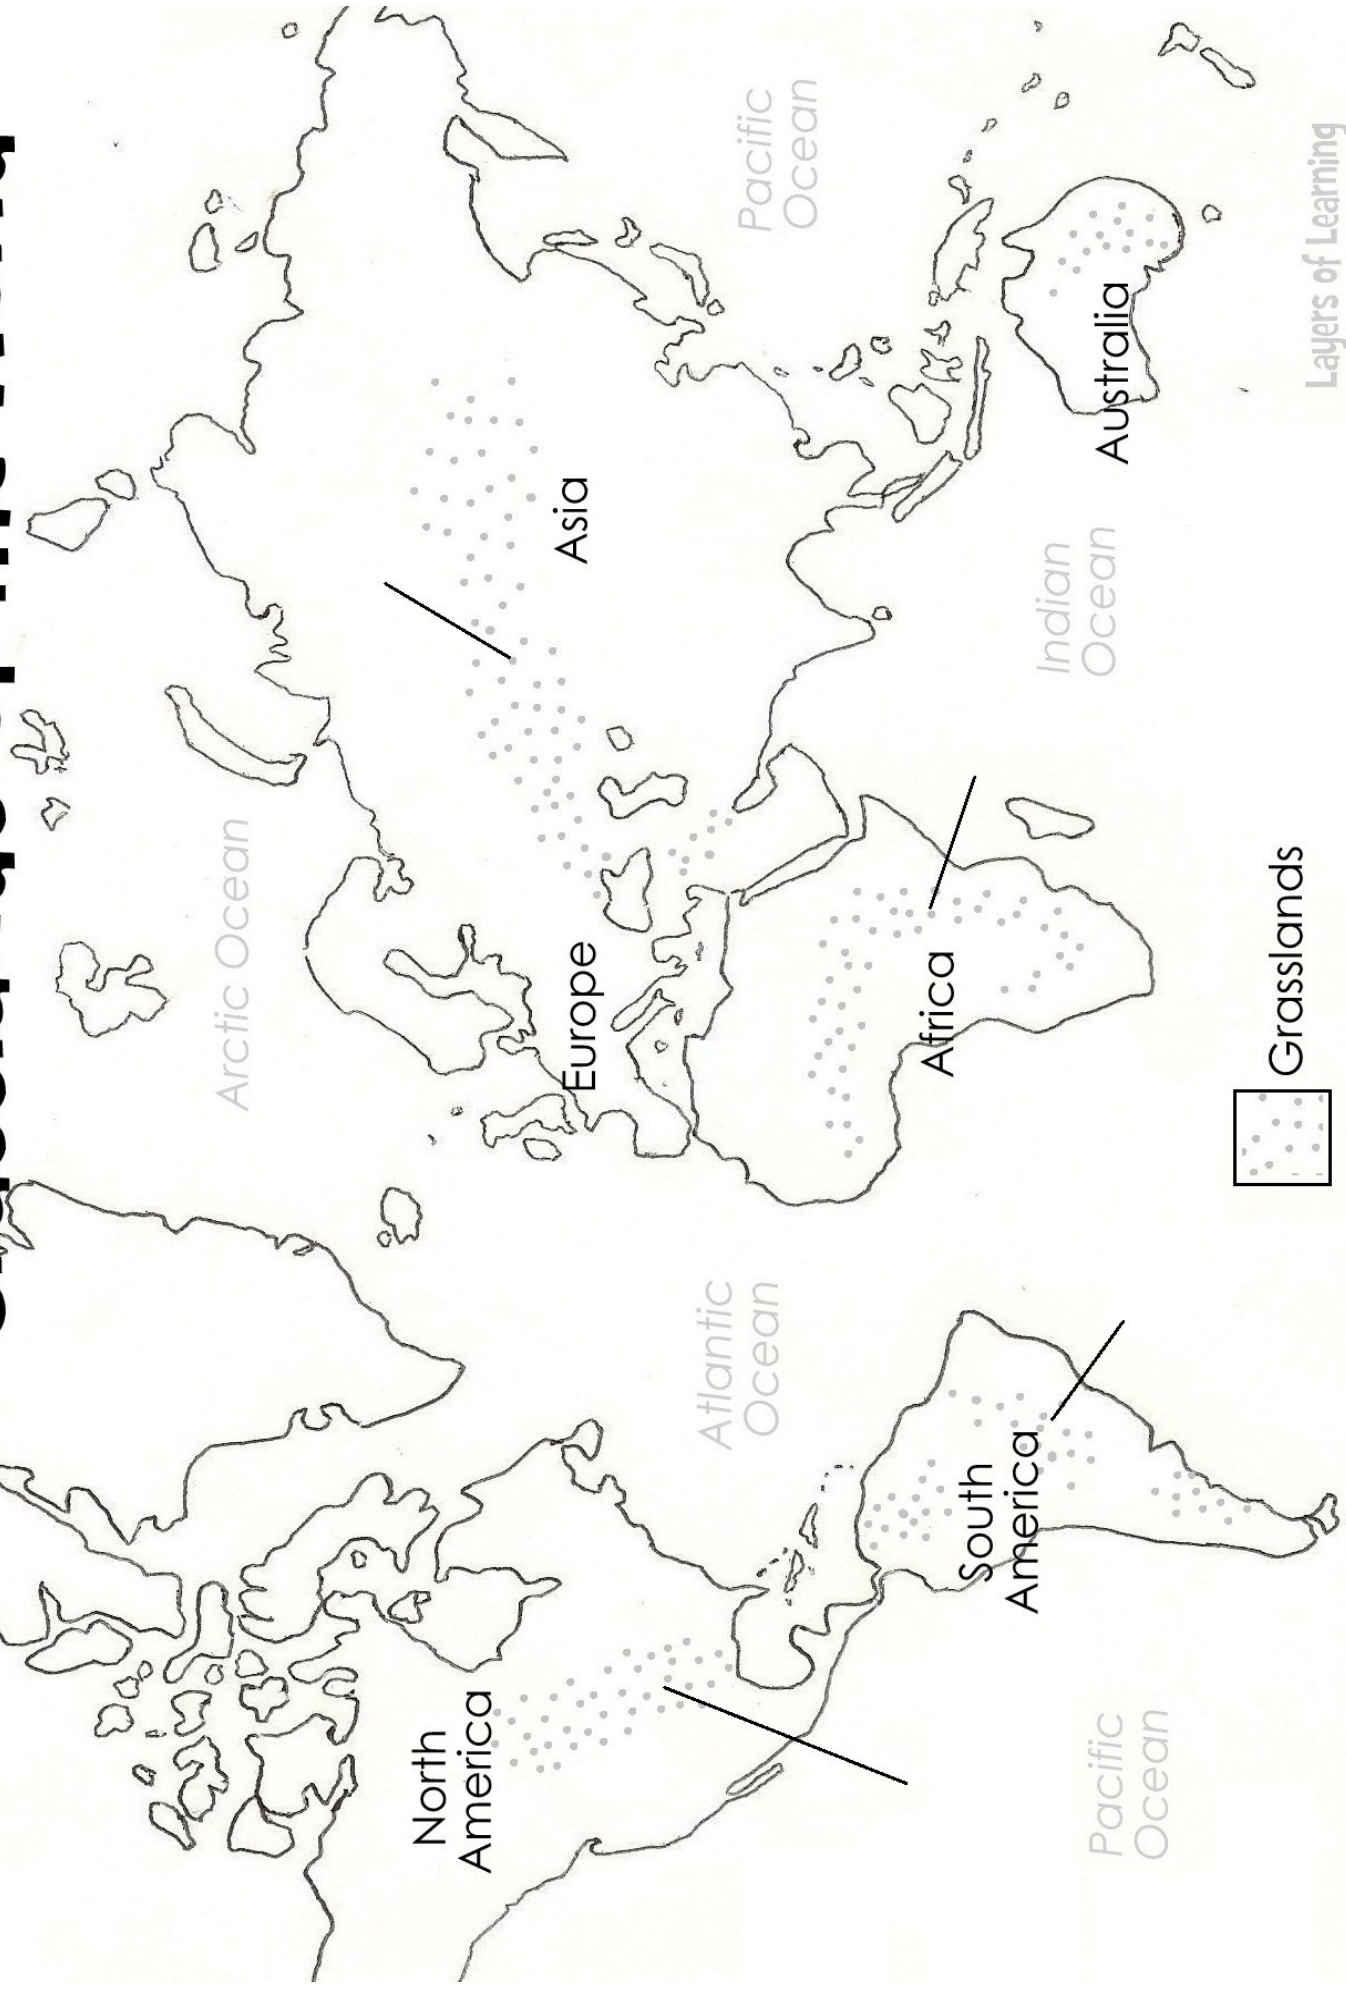 Arctic Ocean
North
America
Europe
Asia
Atlantic
Ocean
Pacific
Ocean
Africa
South
America
Indian
Ocean
Australia
Pacific
Ocean
Grasslands
Layers of Learning